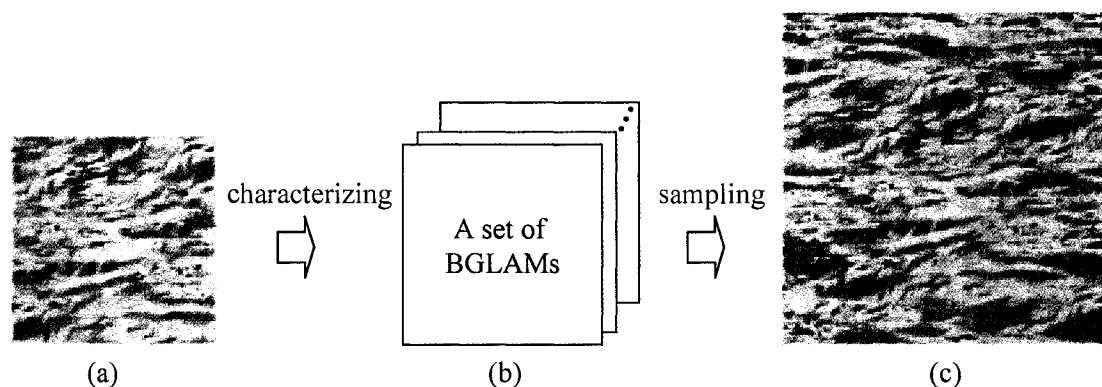 characterizing
A set of
BGLAMs
sampling
(a)
(b)
(c)